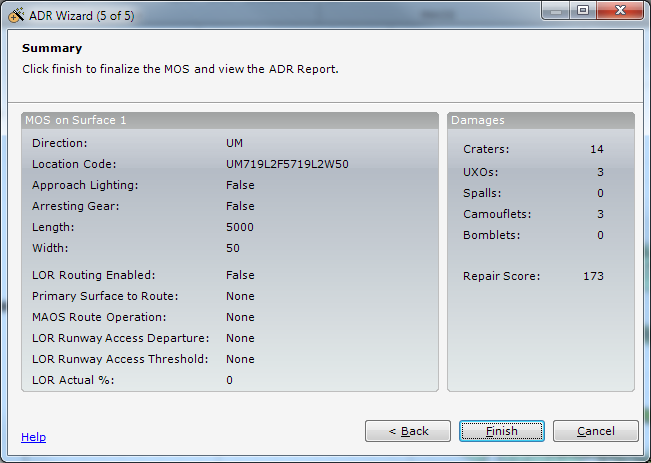 ADR Wizard (5 of 5)
Summary
Click finish to finalize the MOS and view the ADR Report.
MOS on Surface 1
Direction: UM
Location Code: UM719L2F5719L2W50
Approach Lighting: False
Arresting Gear: False
Length: 5000
Width: 50
LOR Routing Enabled: False
Primary Surface to Route: None
MAOS Route Operation: None
LOR Runway Access Departure: None
LOR Runway Access Threshold: None
LOR Actual %: 0
Damages
Craters: 14
UXOs: 3
Spalls: 0
Camouflets: 3
Bomblets: 0
Repair Score: 173
Help
< Back
Finish
Cancel